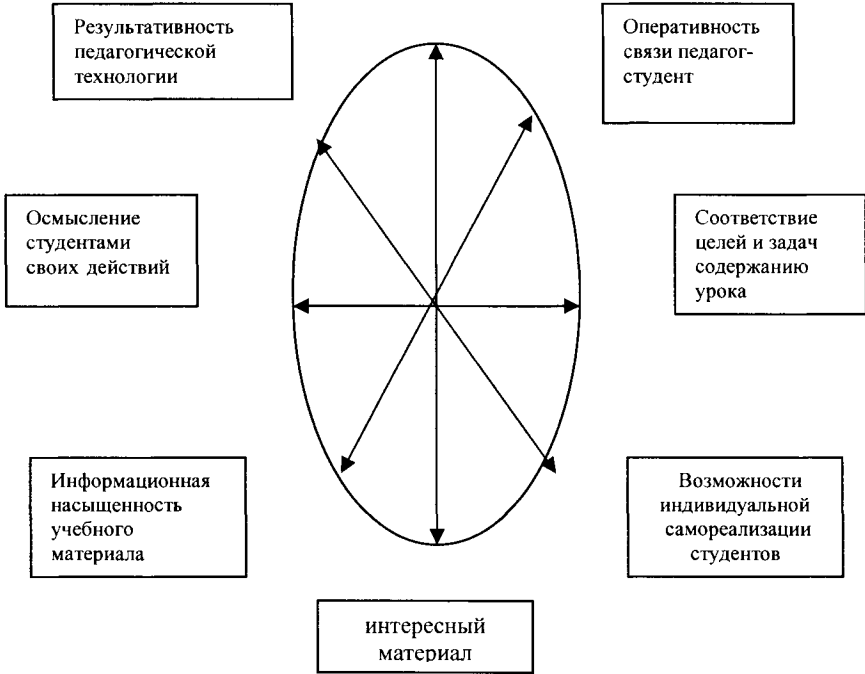 Результативность
педагогической
технологии
Оперативность
связи педагог-
студент
Осмысление
студентами
своих действий
Соответствие
целей и задач
содержанию
урока
Информационная
насыщенность
учебного
материала
Возможности
индивидуальной
самореализации
студентов
интересный
материал